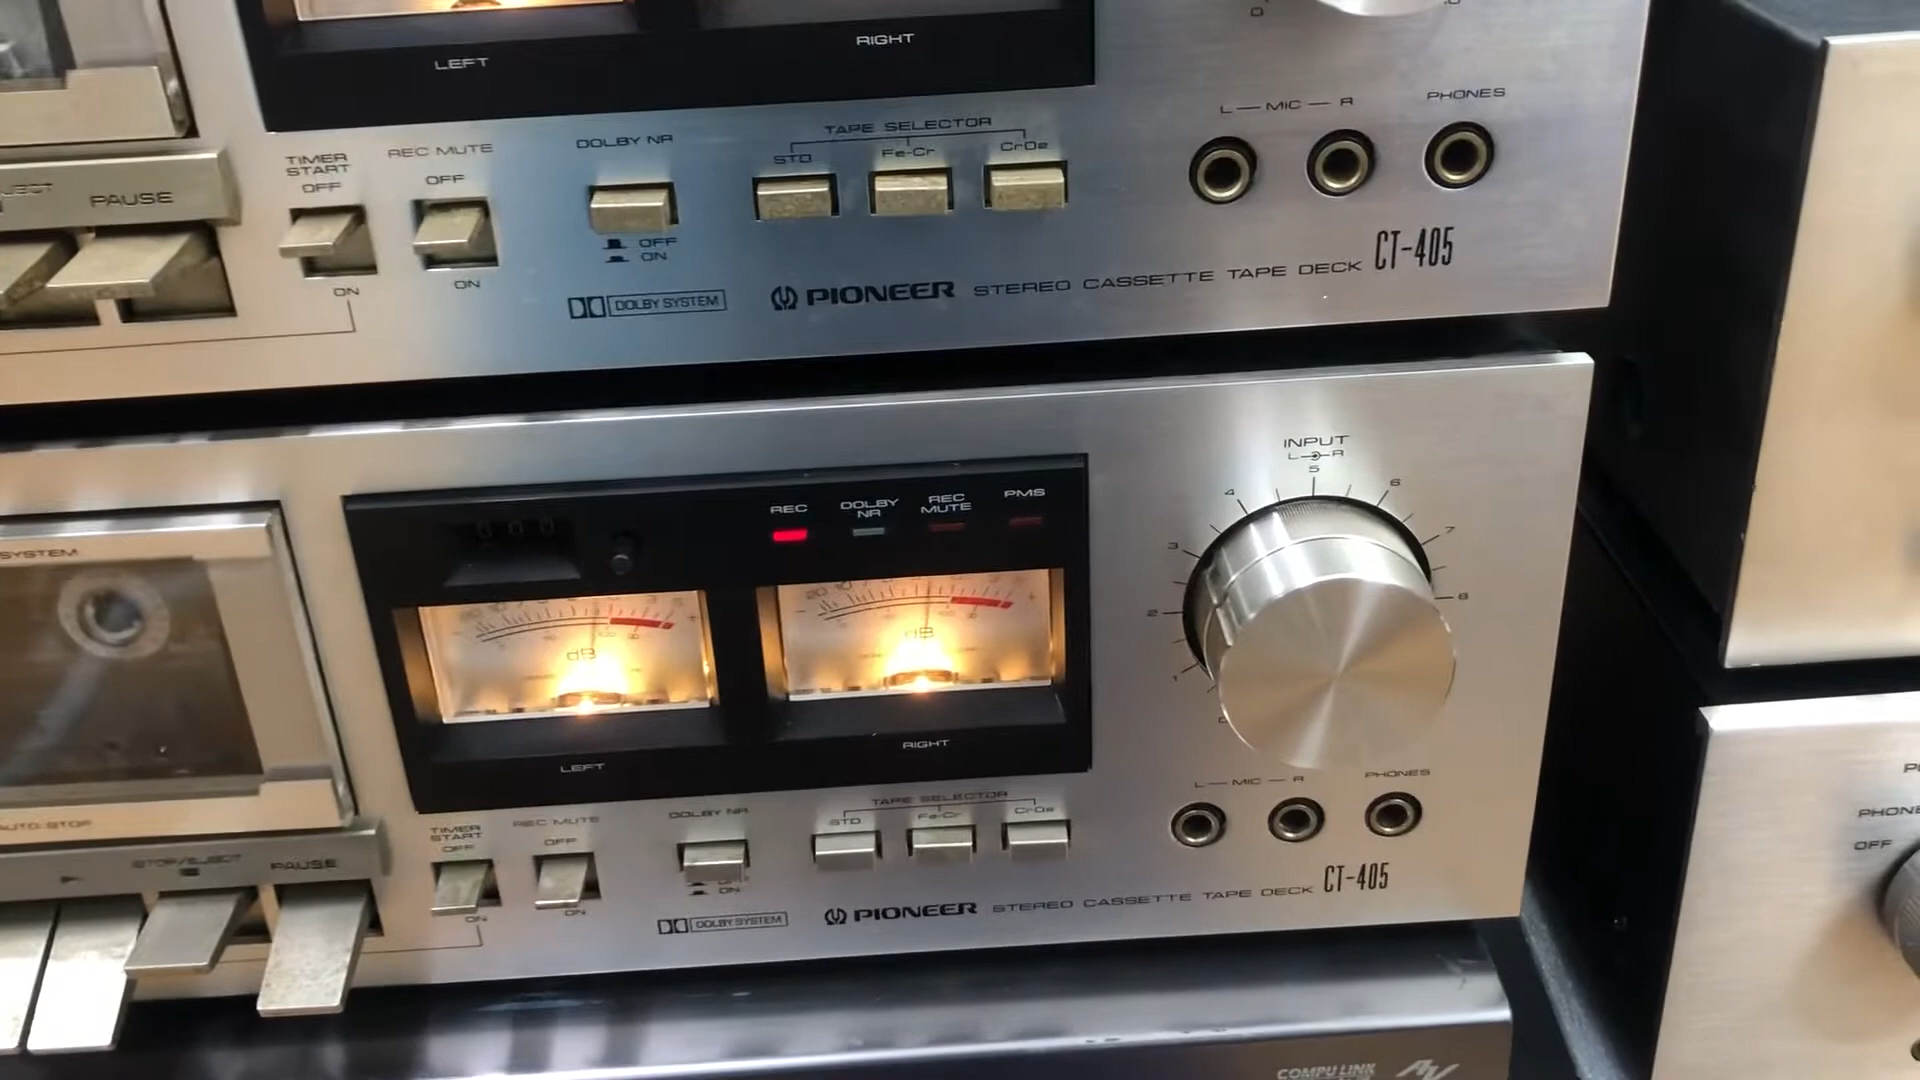 LEFT
RIGHT
L — MIC — R
PHONES
TIMER START
OFF
ON
REC MUTE
OFF
ON
DOLBY NR
OFF
ON
TAPE SELECTOR
STD
Fe-Cr
CrO2
PAUSE
DOLBY SYSTEM
PIONEER STEREO CASSETTE TAPE DECK CT-405
SYSTEM
REC
DOLBY NR
REC MUTE
PMS
dB
dB
LEFT
RIGHT
INPUT
L R
1
2
3
4
5
6
7
8
L — MIC — R
PHONES
AUTO-STOP
STOP/EJECT
PAUSE
TIMER START
OFF
ON
REC MUTE
OFF
ON
DOLBY NR
ON
TAPE SELECTOR
STD
Fe-Cr
CrO2
DOLBY SYSTEM
PIONEER STEREO CASSETTE TAPE DECK CT-405
OFF
COMPU LINK
AV